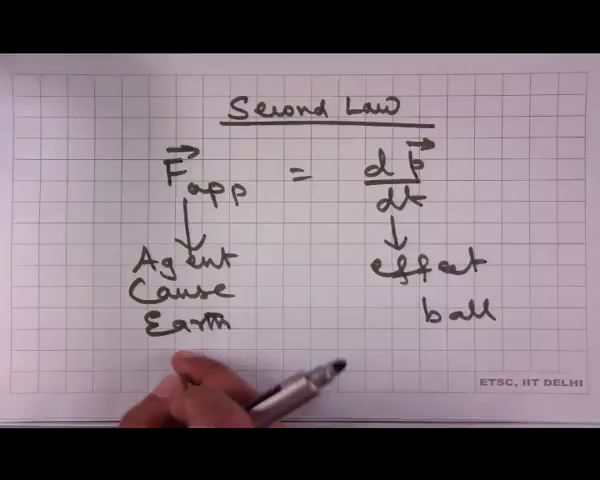 Second Law
F app = dp/dt
Agent effect
Cause
Earth ball
ETSC, IIT DELHI